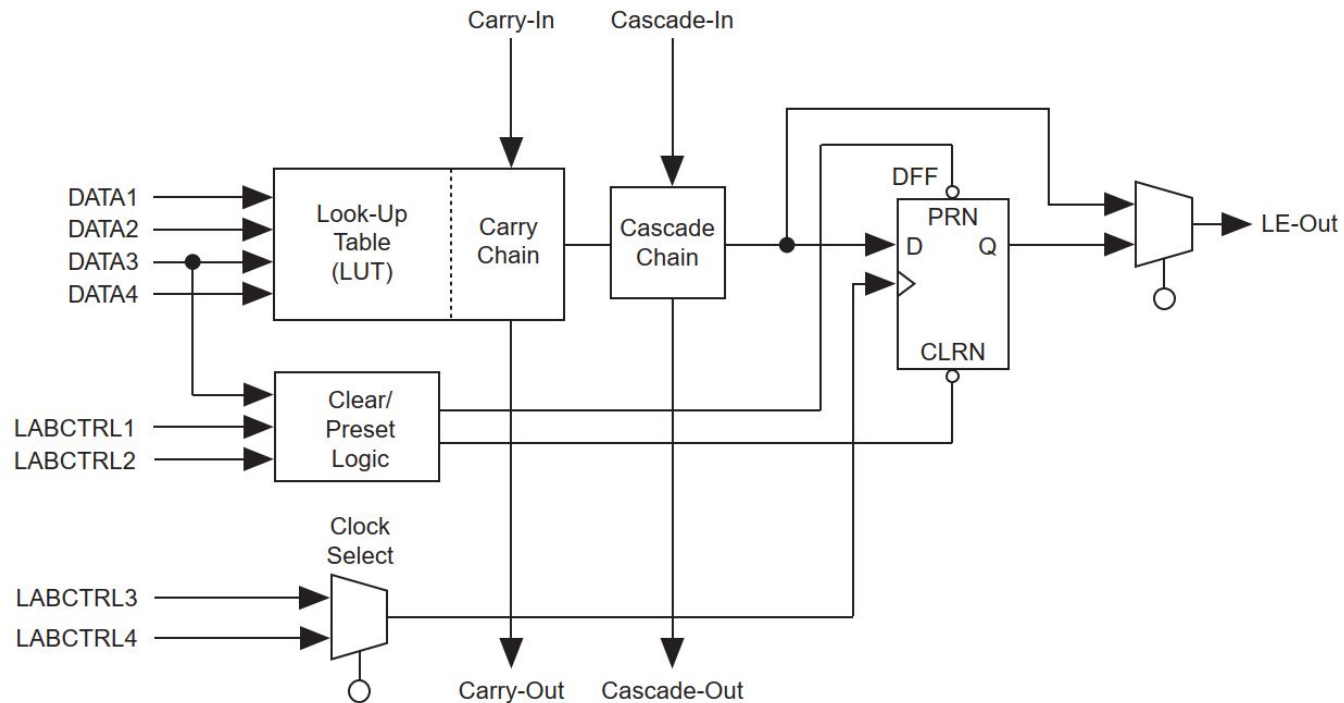 Carry-In
Cascade-In
DATA1
DATA2
DATA3
DATA4
Look-Up
Table
(LUT)
Carry
Chain
Cascade
Chain
DFF
PRN
D
Q
CLRN
LE-Out
LABCTRL1
LABCTRL2
Clear/
Preset
Logic
Clock
Select
LABCTRL3
LABCTRL4
Carry-Out
Cascade-Out